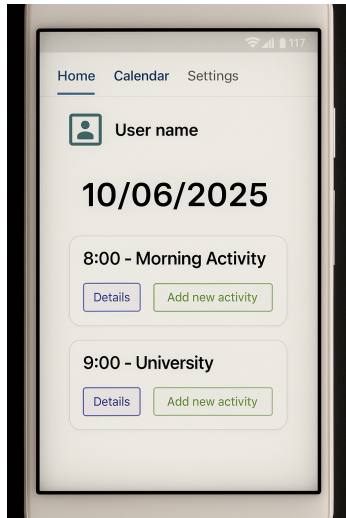 117
Home Calendar Settings
User name
10/06/2025
8:00 - Morning Activity
Details Add new activity
9:00 - University
Details Add new activity